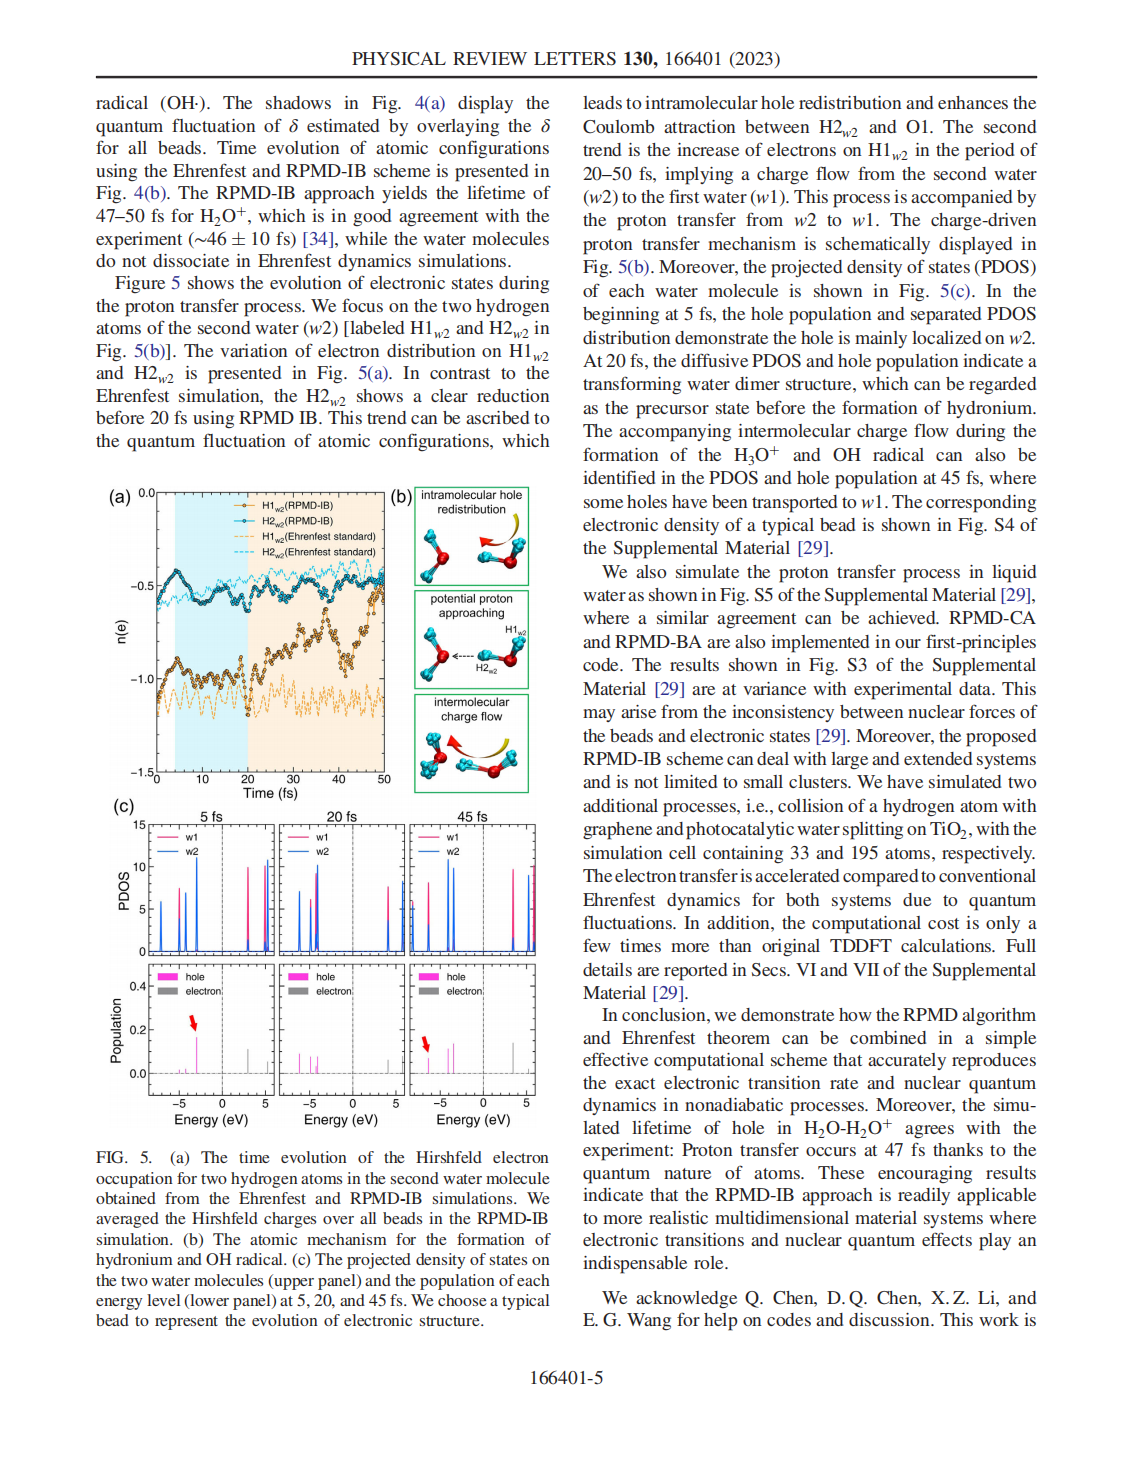 PHYSICAL REVIEW LETTERS 130, 166401 (2023)
radical (OH·). The shadows in Fig. 4(a) display the
quantum fluctuation of δ estimated by overlaying the δ
for all beads. Time evolution of atomic configurations
using the Ehrenfest and RPMD-IB scheme is presented in
Fig. 4(b). The RPMD-IB approach yields the lifetime of
47–50 fs for H₂O⁺, which is in good agreement with the
experiment (∼46 ± 10 fs) [34], while the water molecules
do not dissociate in Ehrenfest dynamics simulations.
Figure 5 shows the evolution of electronic states during
the proton transfer process. We focus on the two hydrogen
atoms of the second water (w2) [labeled H1w2 and H2w2 in
Fig. 5(b)]. The variation of electron distribution on H1w2
and H2w2 is presented in Fig. 5(a). In contrast to the
Ehrenfest simulation, the H2w2 shows a clear reduction
before 20 fs using RPMD IB. This trend can be ascribed to
the quantum fluctuation of atomic configurations, which
(a)
0.0
−0.5
−1.0
−1.5
n(e)
H1w2(RPMD-IB)
H2w2(RPMD-IB)
H1w2(Ehrenfest standard)
H2w2(Ehrenfest standard)
0 10 20 30 40 50
Time (fs)
(b)
intramolecular hole
redistribution
potential proton
approaching
H1w2
H2w2
intermolecular
charge flow
(c)
5 fs 20 fs 45 fs
15
10
5
0
PDOS
w1 w1 w1
w2 w2 w2
0.4
0.2
0.0
Population
hole hole hole
electron electron electron
−5 0 5 −5 0 5 −5 0 5
Energy (eV) Energy (eV) Energy (eV)
FIG. 5. (a) The time evolution of the Hirshfeld electron
occupation for two hydrogen atoms in the second water molecule
obtained from the Ehrenfest and RPMD-IB simulations. We
averaged the Hirshfeld charges over all beads in the RPMD-IB
simulation. (b) The atomic mechanism for the formation of
hydronium and OH radical. (c) The projected density of states on
the two water molecules (upper panel) and the population of each
energy level (lower panel) at 5, 20, and 45 fs. We choose a typical
bead to represent the evolution of electronic structure.
leads to intramolecular hole redistribution and enhances the
Coulomb attraction between H2w2 and O1. The second
trend is the increase of electrons on H1w2 in the period of
20–50 fs, implying a charge flow from the second water
(w2) to the first water (w1). This process is accompanied by
the proton transfer from w2 to w1. The charge-driven
proton transfer mechanism is schematically displayed in
Fig. 5(b). Moreover, the projected density of states (PDOS)
of each water molecule is shown in Fig. 5(c). In the
beginning at 5 fs, the hole population and separated PDOS
distribution demonstrate the hole is mainly localized on w2.
At 20 fs, the diffusive PDOS and hole population indicate a
transforming water dimer structure, which can be regarded
as the precursor state before the formation of hydronium.
The accompanying intermolecular charge flow during the
formation of the H₃O⁺ and OH radical can also be
identified in the PDOS and hole population at 45 fs, where
some holes have been transported to w1. The corresponding
electronic density of a typical bead is shown in Fig. S4 of
the Supplemental Material [29].
We also simulate the proton transfer process in liquid
water as shown in Fig. S5 of the Supplemental Material [29],
where a similar agreement can be achieved. RPMD-CA
and RPMD-BA are also implemented in our first-principles
code. The results shown in Fig. S3 of the Supplemental
Material [29] are at variance with experimental data. This
may arise from the inconsistency between nuclear forces of
the beads and electronic states [29]. Moreover, the proposed
RPMD-IB scheme can deal with large and extended systems
and is not limited to small clusters. We have simulated two
additional processes, i.e., collision of a hydrogen atom with
graphene and photocatalytic water splitting on TiO₂, with the
simulation cell containing 33 and 195 atoms, respectively.
The electron transfer is accelerated compared to conventional
Ehrenfest dynamics for both systems due to quantum
fluctuations. In addition, the computational cost is only a
few times more than original TDDFT calculations. Full
details are reported in Secs. VI and VII of the Supplemental
Material [29].
In conclusion, we demonstrate how the RPMD algorithm
and Ehrenfest theorem can be combined in a simple
effective computational scheme that accurately reproduces
the exact electronic transition rate and nuclear quantum
dynamics in nonadiabatic processes. Moreover, the simu-
lated lifetime of hole in H₂O-H₂O⁺ agrees with the
experiment: Proton transfer occurs at 47 fs thanks to the
quantum nature of atoms. These encouraging results
indicate that the RPMD-IB approach is readily applicable
to more realistic multidimensional material systems where
electronic transitions and nuclear quantum effects play an
indispensable role.
We acknowledge Q. Chen, D. Q. Chen, X. Z. Li, and
E. G. Wang for help on codes and discussion. This work is
166401-5